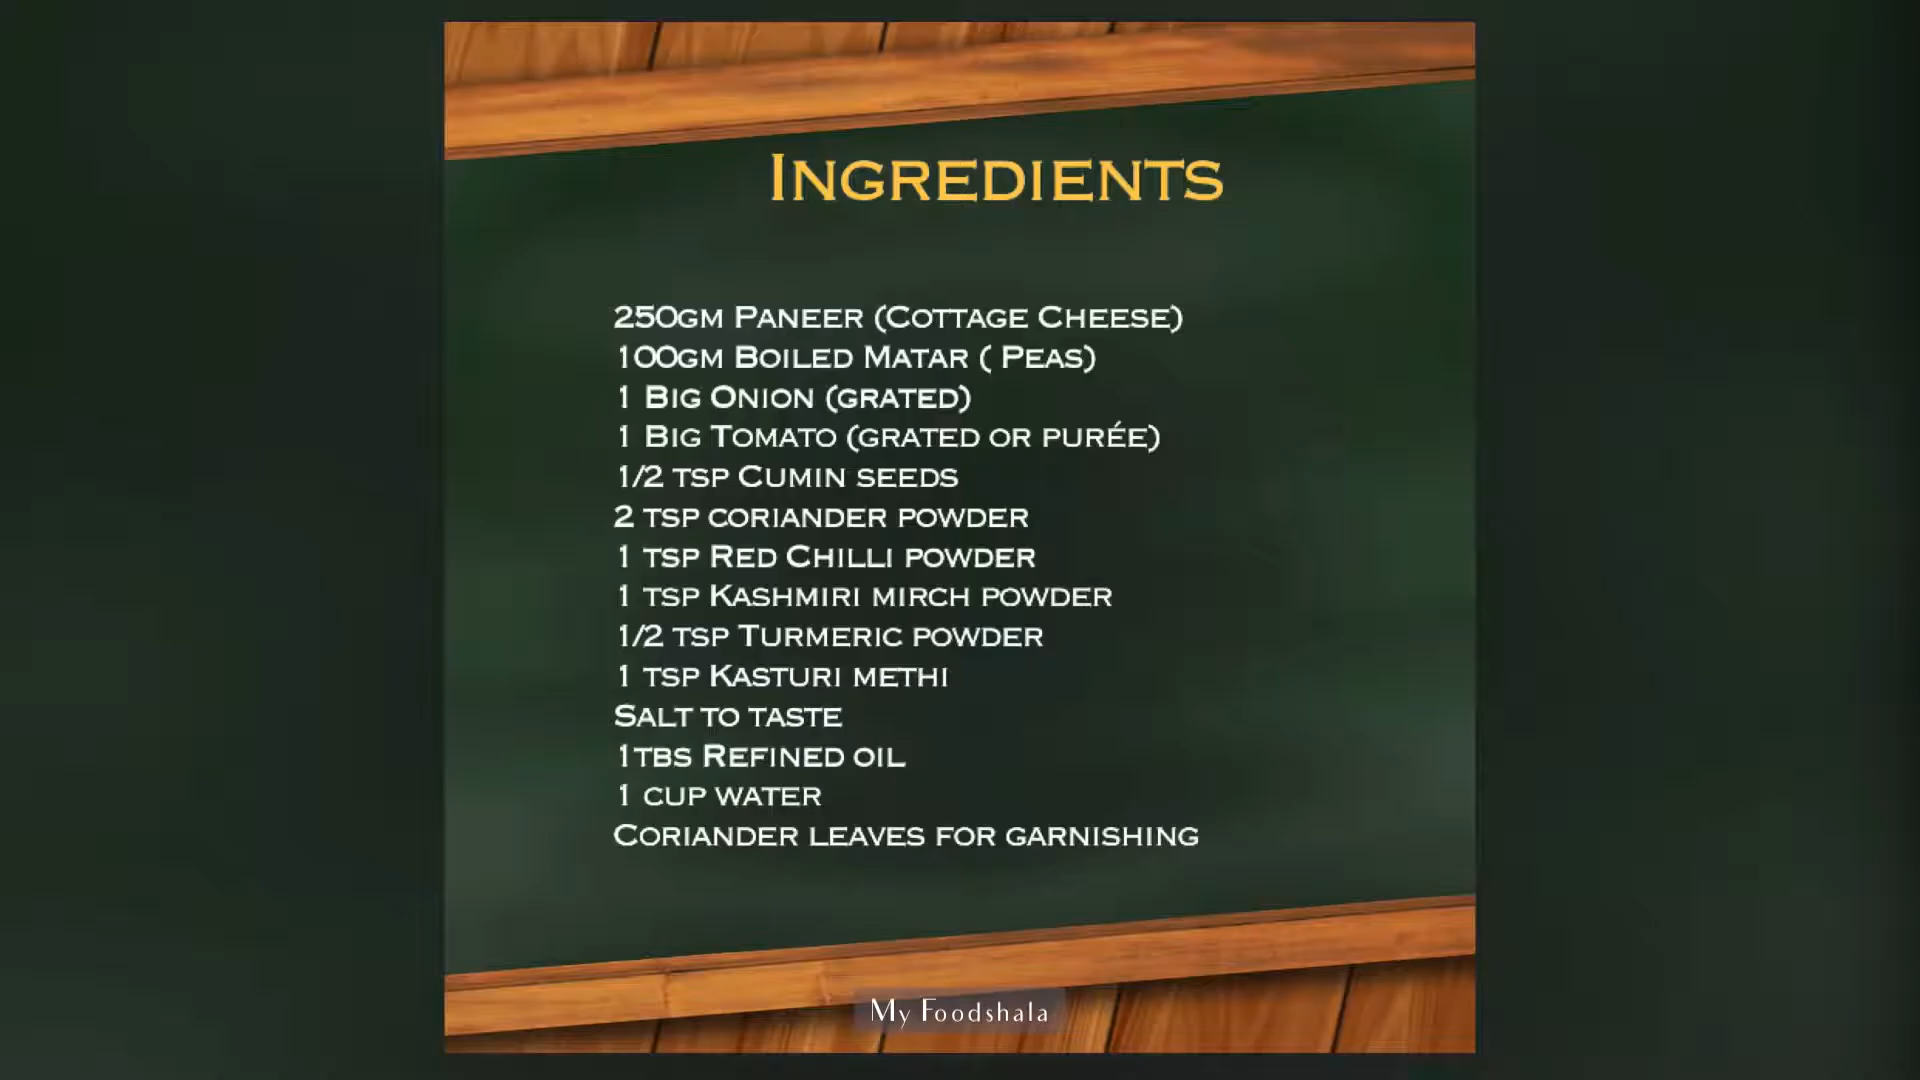 Ingredients
250gm Paneer (Cottage Cheese)
100gm Boiled Matar ( Peas)
1 Big Onion (grated)
1 Big Tomato (grated or purée)
1/2 tsp Cumin seeds
2 tsp coriander powder
1 tsp Red Chilli powder
1 tsp Kashmiri mirch powder
1/2 tsp Turmeric powder
1 tsp Kasturi methi
Salt to taste
1tbs Refined oil
1 cup water
Coriander leaves for garnishing
My Foodshala